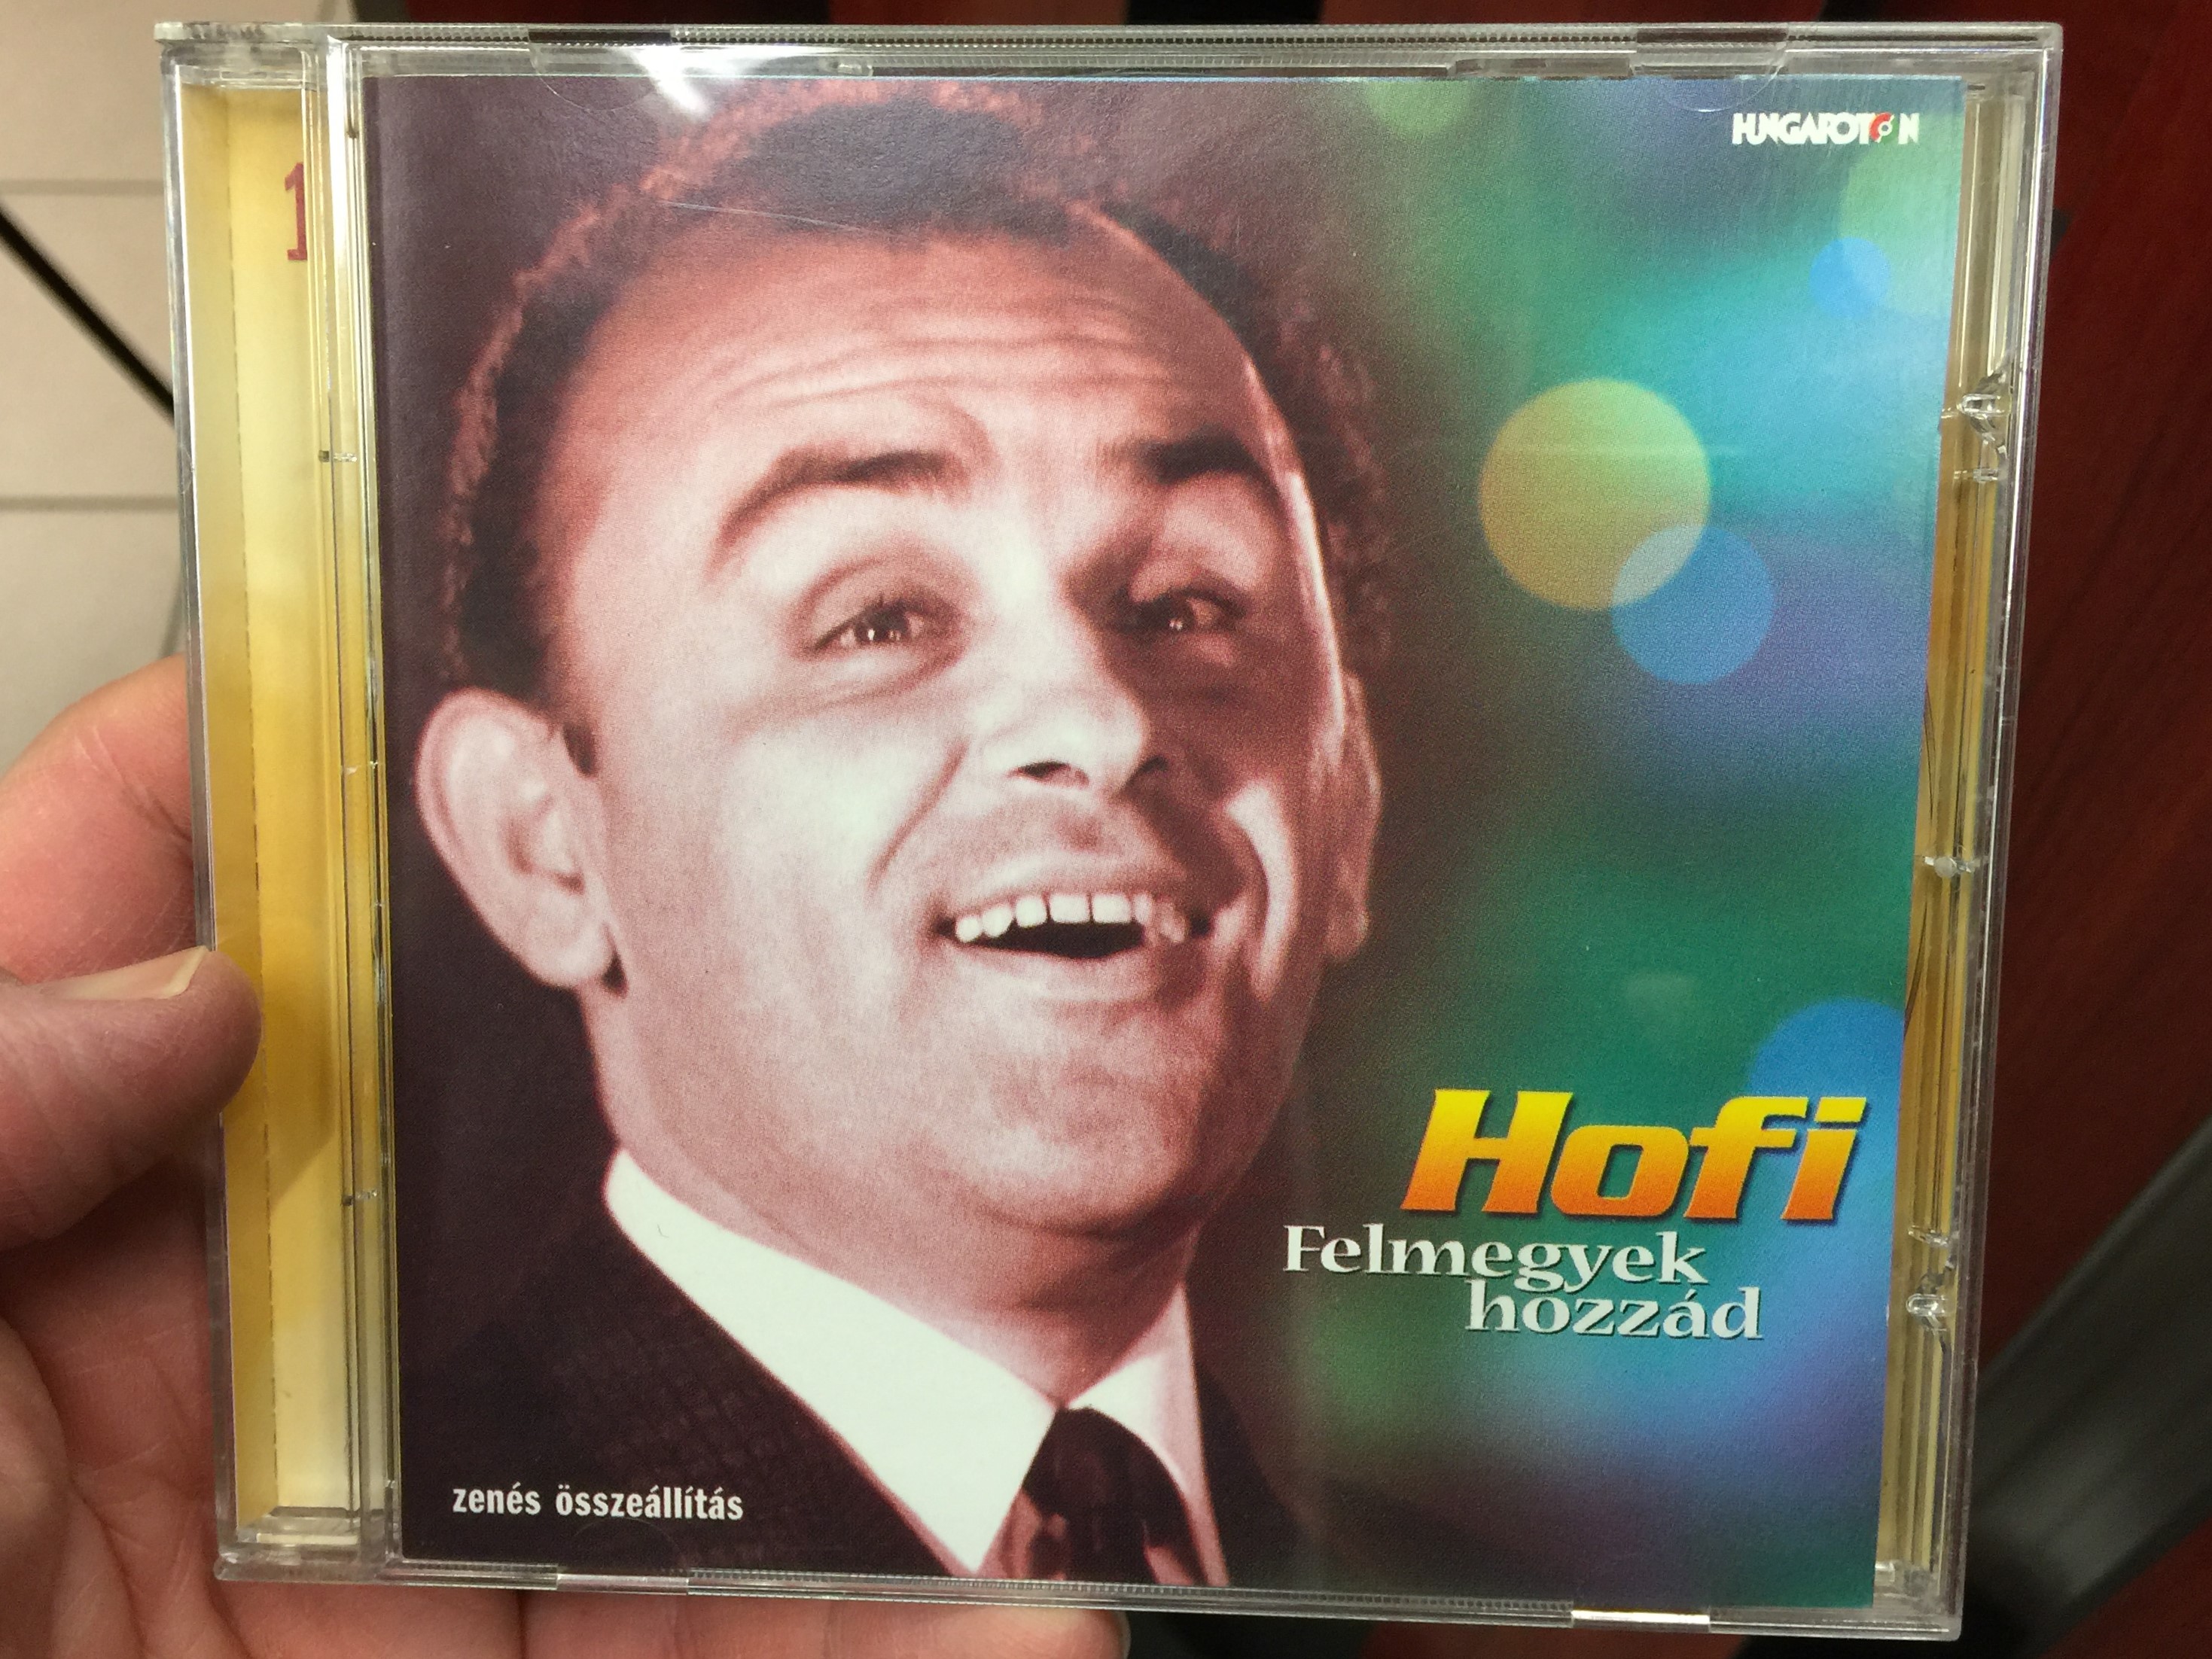 HUNGAROTON
1
Hofi
Felmegyek
hozzád
zenés összeállítás